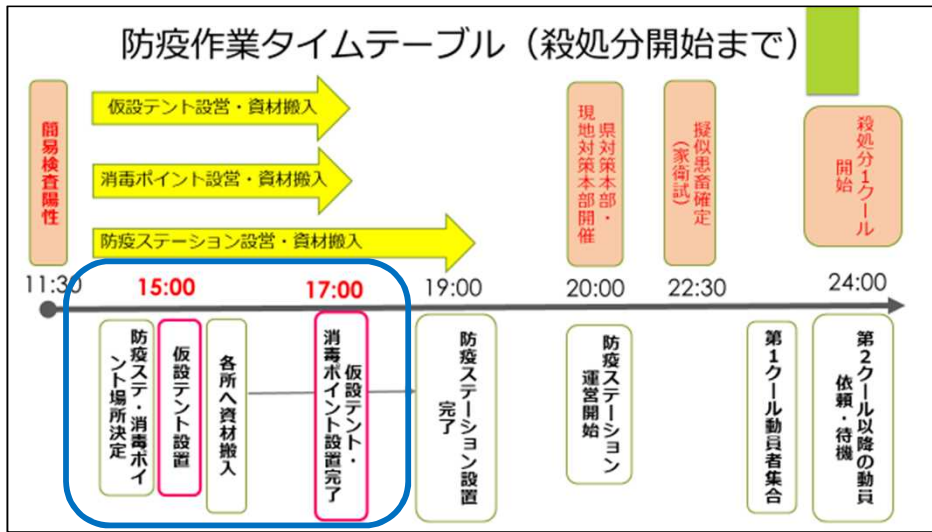 防疫作業タイムテーブル（殺処分開始まで）
簡易検査陽性
仮設テント設営・資材搬入
消毒ポイント設営・資材搬入
防疫ステーション設営・資材搬入
県対策本部・
現地対策本部開催
擬似患畜確定
（家衛試）
殺処分1クール
開始
11:30
15:00
17:00
19:00
20:00
22:30
24:00
防疫ステ・消毒ポイ
ント場所決定
仮設テント設置
各所へ資材搬入
仮設テント・
消毒ポイント設置完了
防疫ステーション設置
完了
防疫ステーション
運営開始
第1クール動員者集合
第2クール以降の動員
依頼・待機